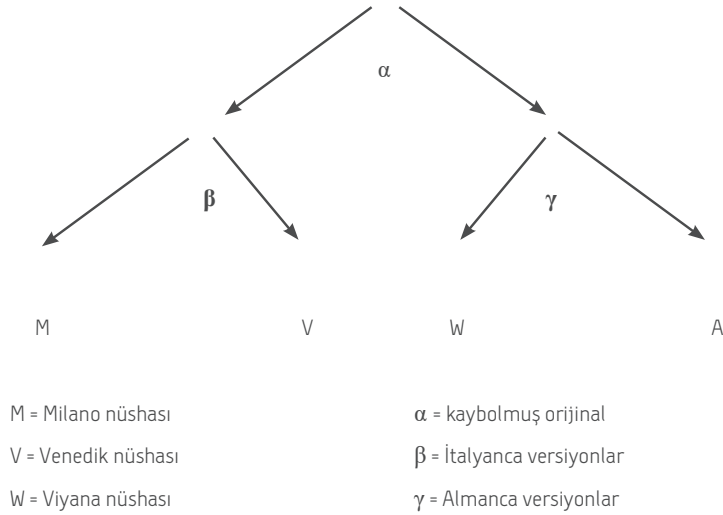 α
β γ
M V W A
M = Milano nüshası α = kaybolmuş orijinal
V = Venedik nüshası β = İtalyanca versiyonlar
W = Viyana nüshası γ = Almanca versiyonlar